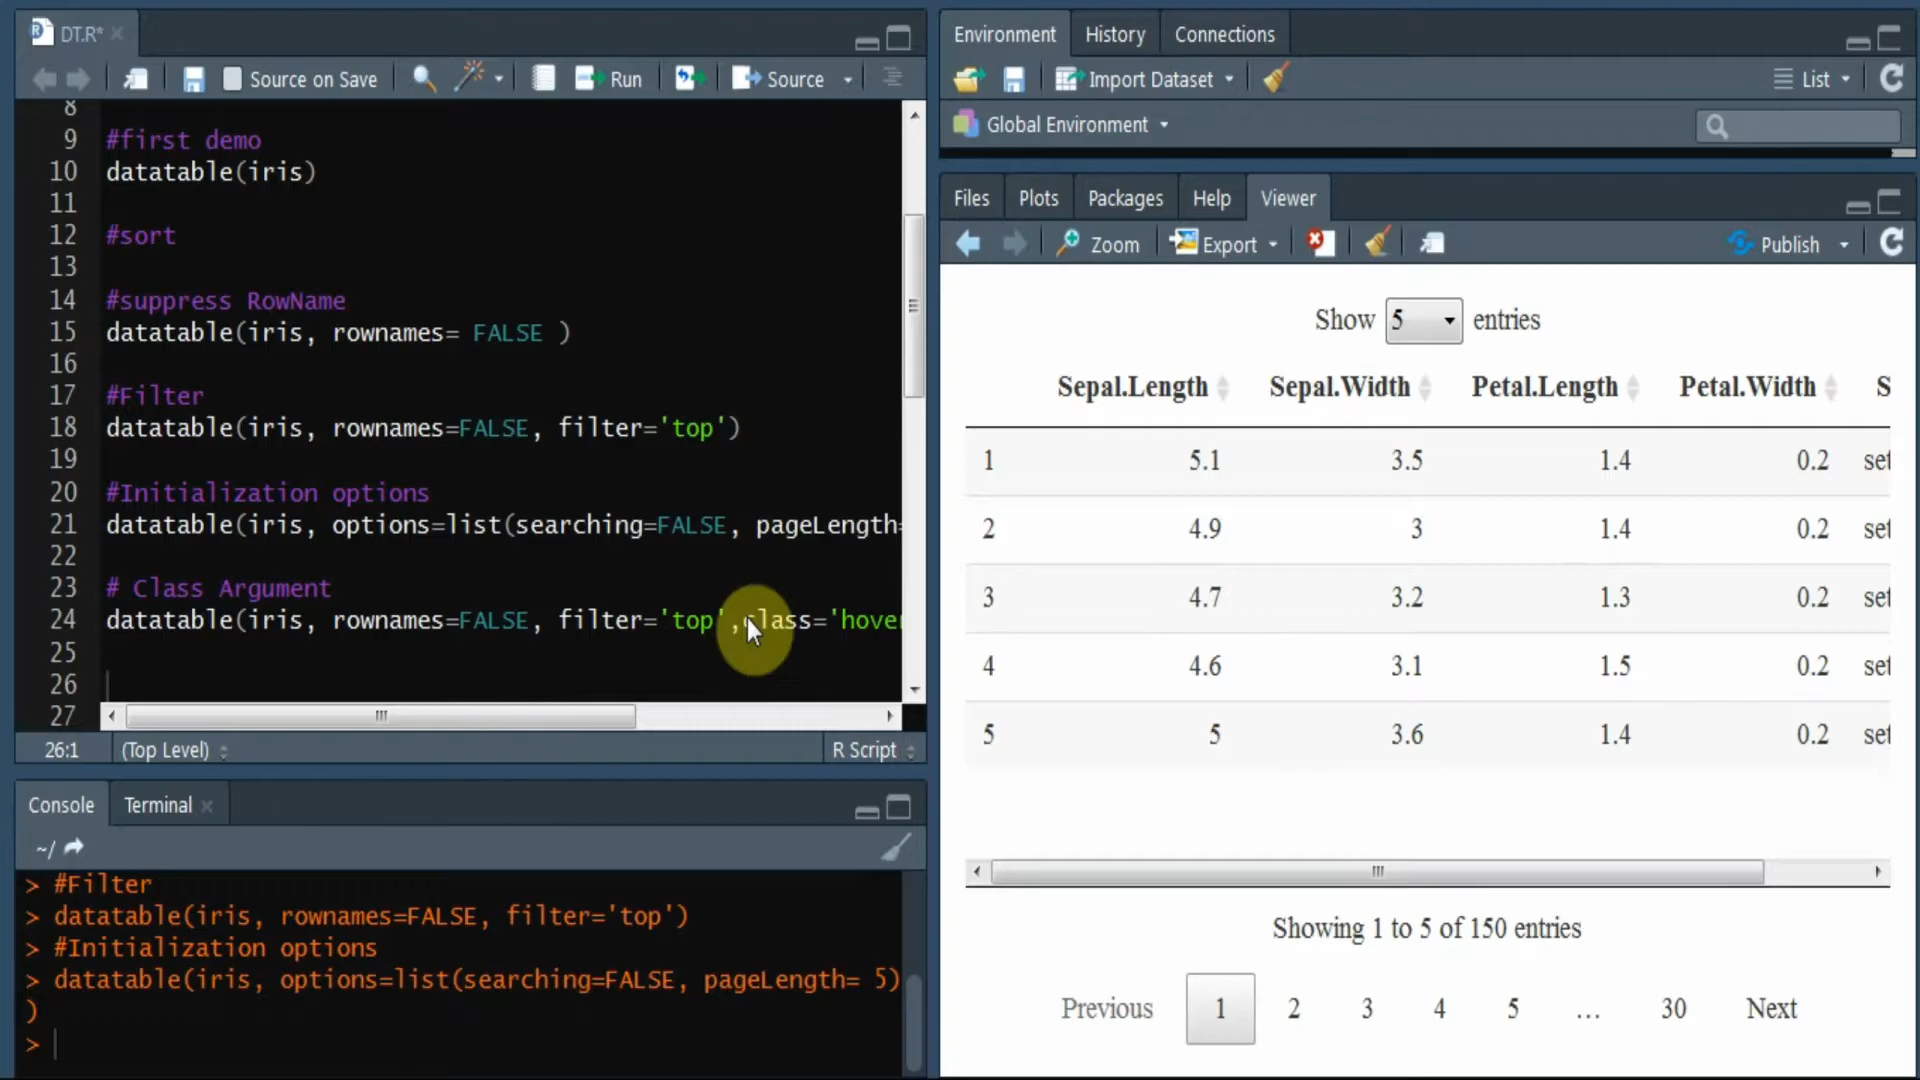 DT.R*
Source on Save
Run
Source
8
9 #first demo
10 datatable(iris)
11
12 #sort
13
14 #suppress RowName
15 datatable(iris, rownames= FALSE )
16
17 #Filter
18 datatable(iris, rownames=FALSE, filter='top')
19
20 #Initialization options
21 datatable(iris, options=list(searching=FALSE, pageLength=
22
23 # Class Argument
24 datatable(iris, rownames=FALSE, filter='top',class='hover
25
26
27
26:1 (Top Level) R Script
Console Terminal
~/
> #Filter
> datatable(iris, rownames=FALSE, filter='top')
> #Initialization options
> datatable(iris, options=list(searching=FALSE, pageLength= 5)
)
>
Environment History Connections
Import Dataset List
Global Environment
Files Plots Packages Help Viewer
Zoom Export Publish
Show 5 entries
Sepal.Length Sepal.Width Petal.Length Petal.Width S
1 5.1 3.5 1.4 0.2 set
2 4.9 3 1.4 0.2 set
3 4.7 3.2 1.3 0.2 set
4 4.6 3.1 1.5 0.2 set
5 5 3.6 1.4 0.2 set
Showing 1 to 5 of 150 entries
Previous 1 2 3 4 5 … 30 Next